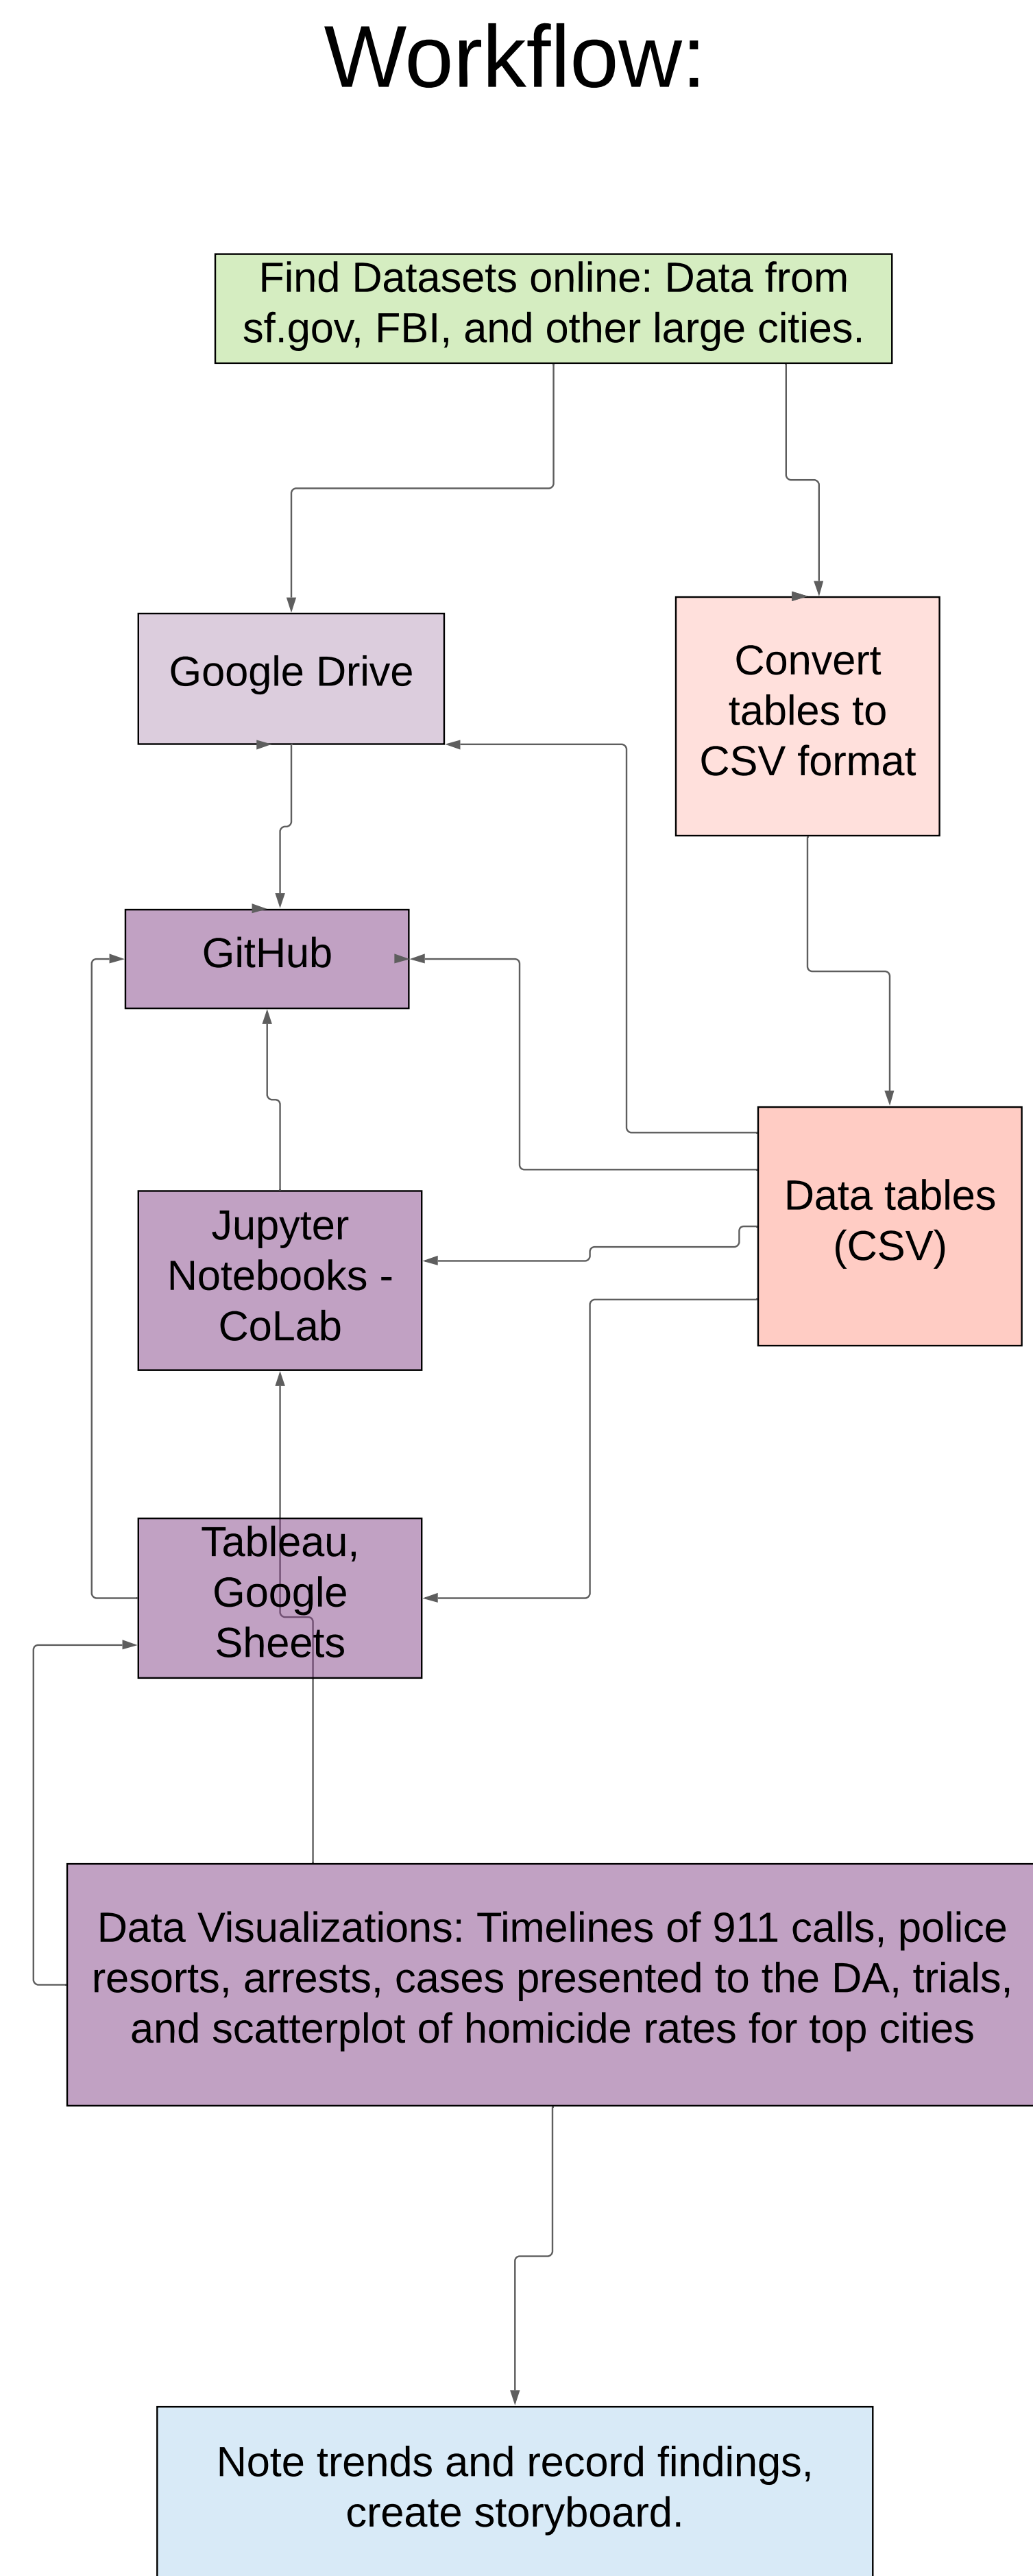 Workflow:
Find Datasets online: Data from
sf.gov, FBI, and other large cities.
Google Drive
Convert
tables to
CSV format
GitHub
Data tables
(CSV)
Jupyter
Notebooks -
CoLab
Tableau,
Google
Sheets
Data Visualizations: Timelines of 911 calls, police
resorts, arrests, cases presented to the DA, trials,
and scatterplot of homicide rates for top cities
Note trends and record findings,
create storyboard.